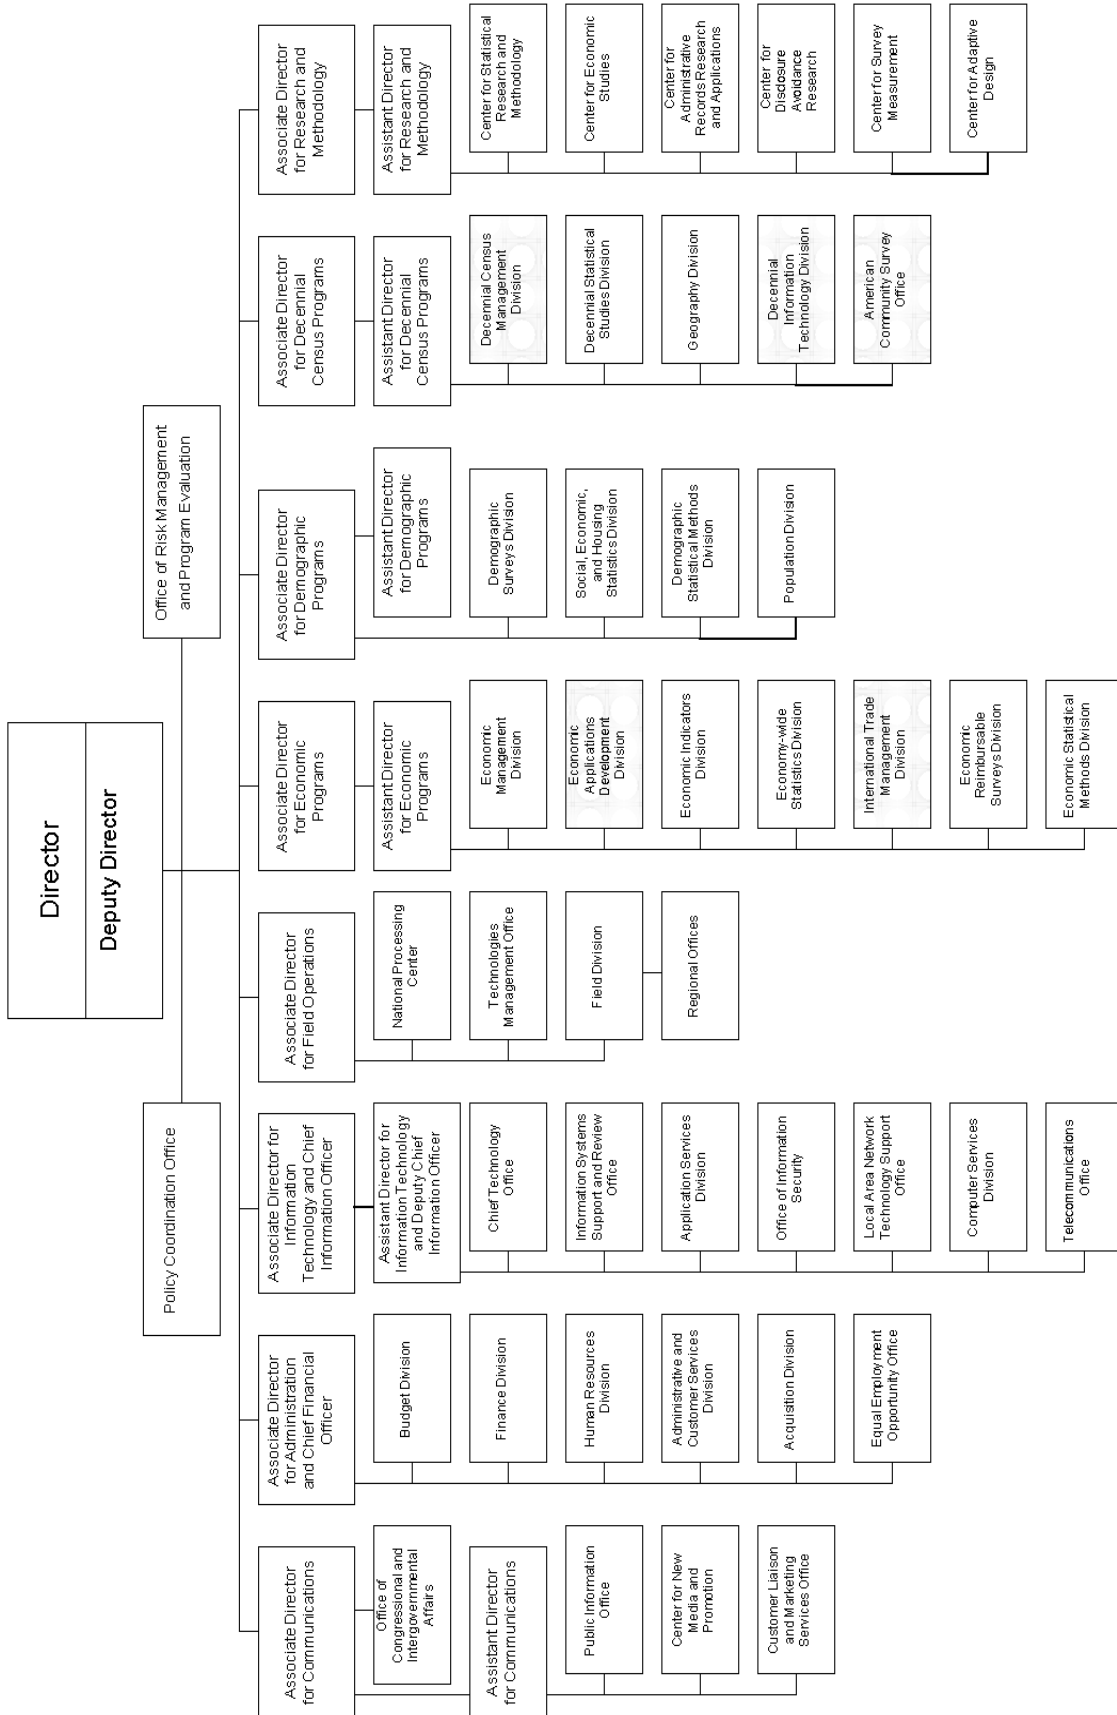 Director
Deputy Director
Policy Coordination Office
Office of Risk Management
and Program Evaluation
Associate Director
for Communications
Office of
Congressional and
Intergovernmental
Affairs
Assistant Director
for Communications
Public Information
Office
Center for New
Media and
Promotion
Customer Liaison
and Marketing
Services Office
Associate Director
for Administration
and Chief Financial
Officer
Budget Division
Finance Division
Human Resources
Division
Administrative and
Customer Services
Division
Acquisition Division
Equal Employment
Opportunity Office
Associate Director for
Information
Technology and Chief
Information Officer
Assistant Director for
Information Technology
and Deputy Chief
Information Officer
Chief Technology
Office
Information Systems
Support and Review
Office
Application Services
Division
Office of Information
Security
Local Area Network
Technology Support
Office
Computer Services
Division
Telecommunications
Office
Associate Director
for Field Operations
National Processing
Center
Technologies
Management Office
Field Division
Regional Offices
Associate Director
for Economic
Programs
Assistant Director
for Economic
Programs
Economic
Management
Division
Economic
Applications
Development
Division
Economic Indicators
Division
Economy-wide
Statistics Division
International Trade
Management
Division
Economic
Reimbursable
Surveys Division
Economic Statistical
Methods Division
Associate Director
for Demographic
Programs
Assistant Director
for Demographic
Programs
Demographic
Surveys Division
Social, Economic,
and Housing
Statistics Division
Demographic
Statistical Methods
Division
Population Division
Associate Director
for Decennial
Census Programs
Assistant Director
for Decennial
Census Programs
Decennial Census
Management
Division
Decennial Statistical
Studies Division
Geography Division
Decennial
Information
Technology Division
American
Community Survey
Office
Associate Director
for Research and
Methodology
Assistant Director
for Research and
Methodology
Center for Statistical
Research and
Methodology
Center for Economic
Studies
Center for
Administrative
Records Research
and Applications
Center for
Disclosure
Avoidance
Research
Center for Survey
Measurement
Center for Adaptive
Design